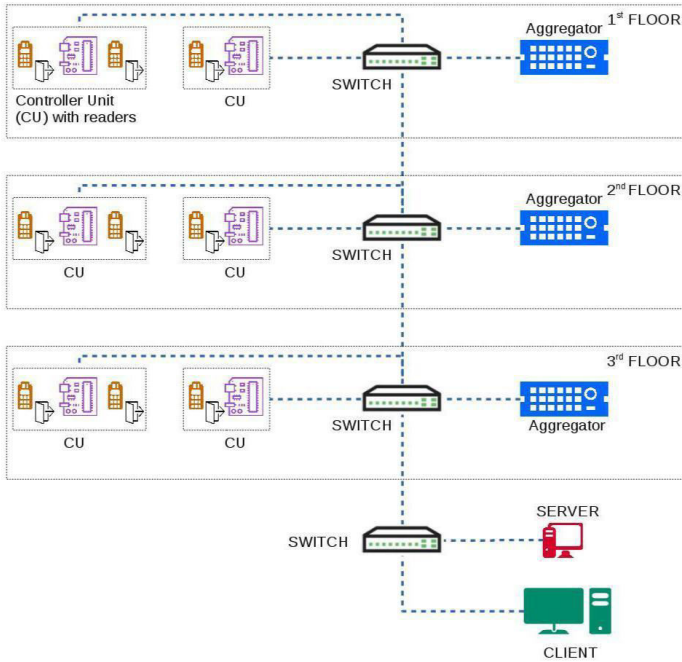 1st FLOOR
Aggregator
SWITCH
Controller Unit
(CU) with readers
CU
2nd FLOOR
Aggregator
SWITCH
CU
CU
3rd FLOOR
SWITCH
Aggregator
CU
CU
SERVER
SWITCH
CLIENT